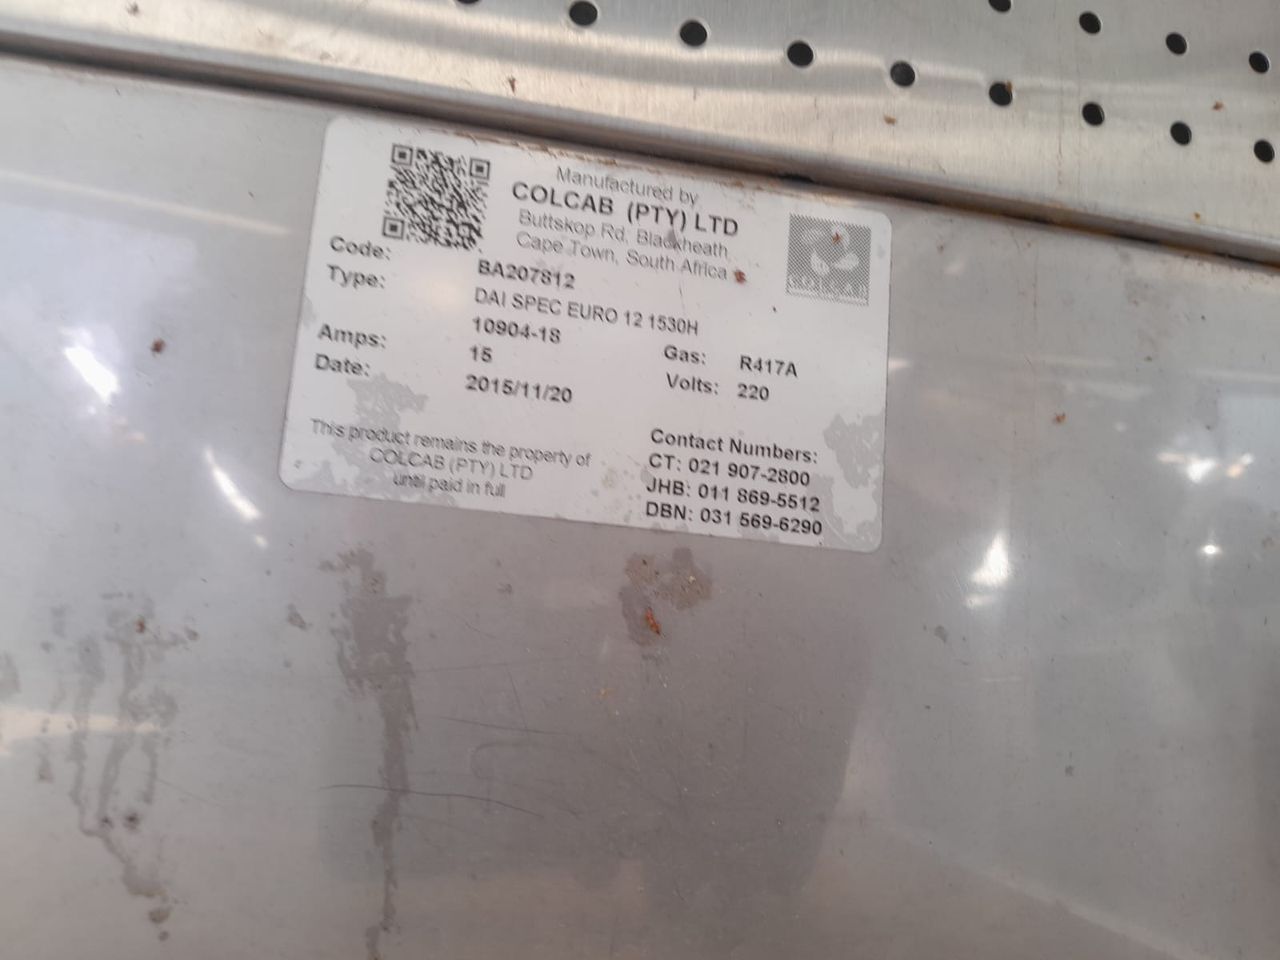 Manufactured by
COLCAB (PTY) LTD
Buttskop Rd, Blackheath,
Cape Town, South Africa
Code: BA207812
Type: DAI SPEC EURO 12 1530H
10904-18
Amps: 15
Gas: R417A
Date: 2015/11/20
Volts: 220
This product remains the property of
COLCAB (PTY) LTD
until paid in full
Contact Numbers:
CT: 021 907-2800
JHB: 011 869-5512
DBN: 031 569-6290